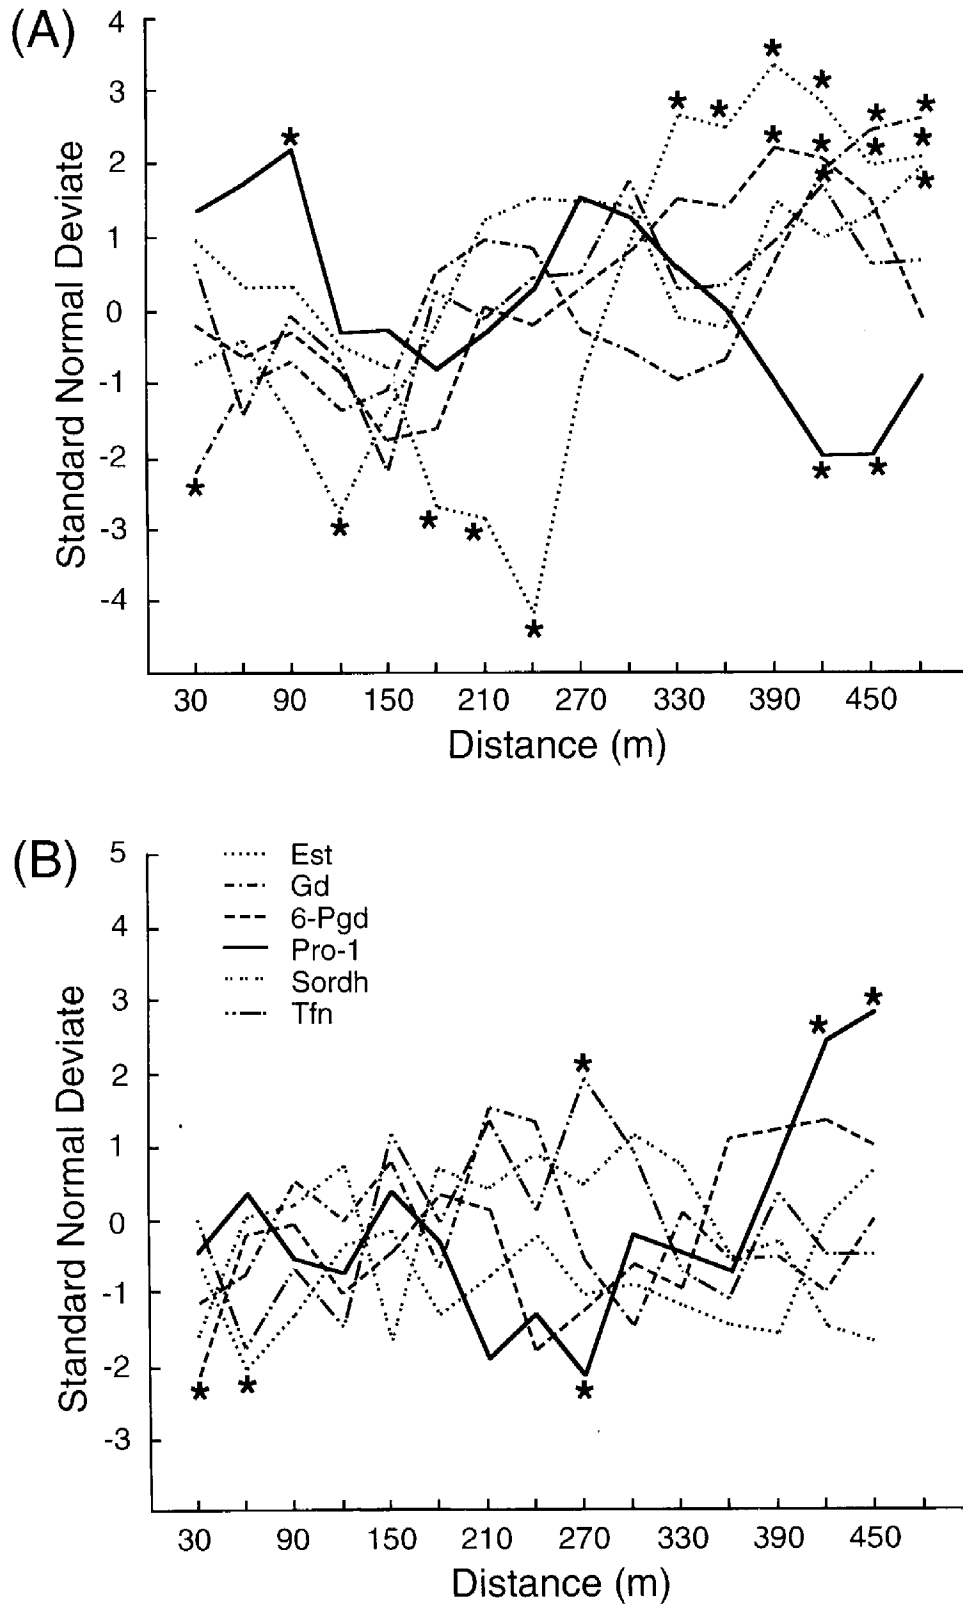 (A)
4
3
2
1
0
-1
-2
-3
-4
Standard Normal Deviate
30 90 150 210 270 330 390 450
Distance (m)
(B)
5
4
3
2
1
0
-1
-2
-3
Standard Normal Deviate
Est
Gd
6-Pgd
Pro-1
Sordh
Tfn
30 90 150 210 270 330 390 450
Distance (m)